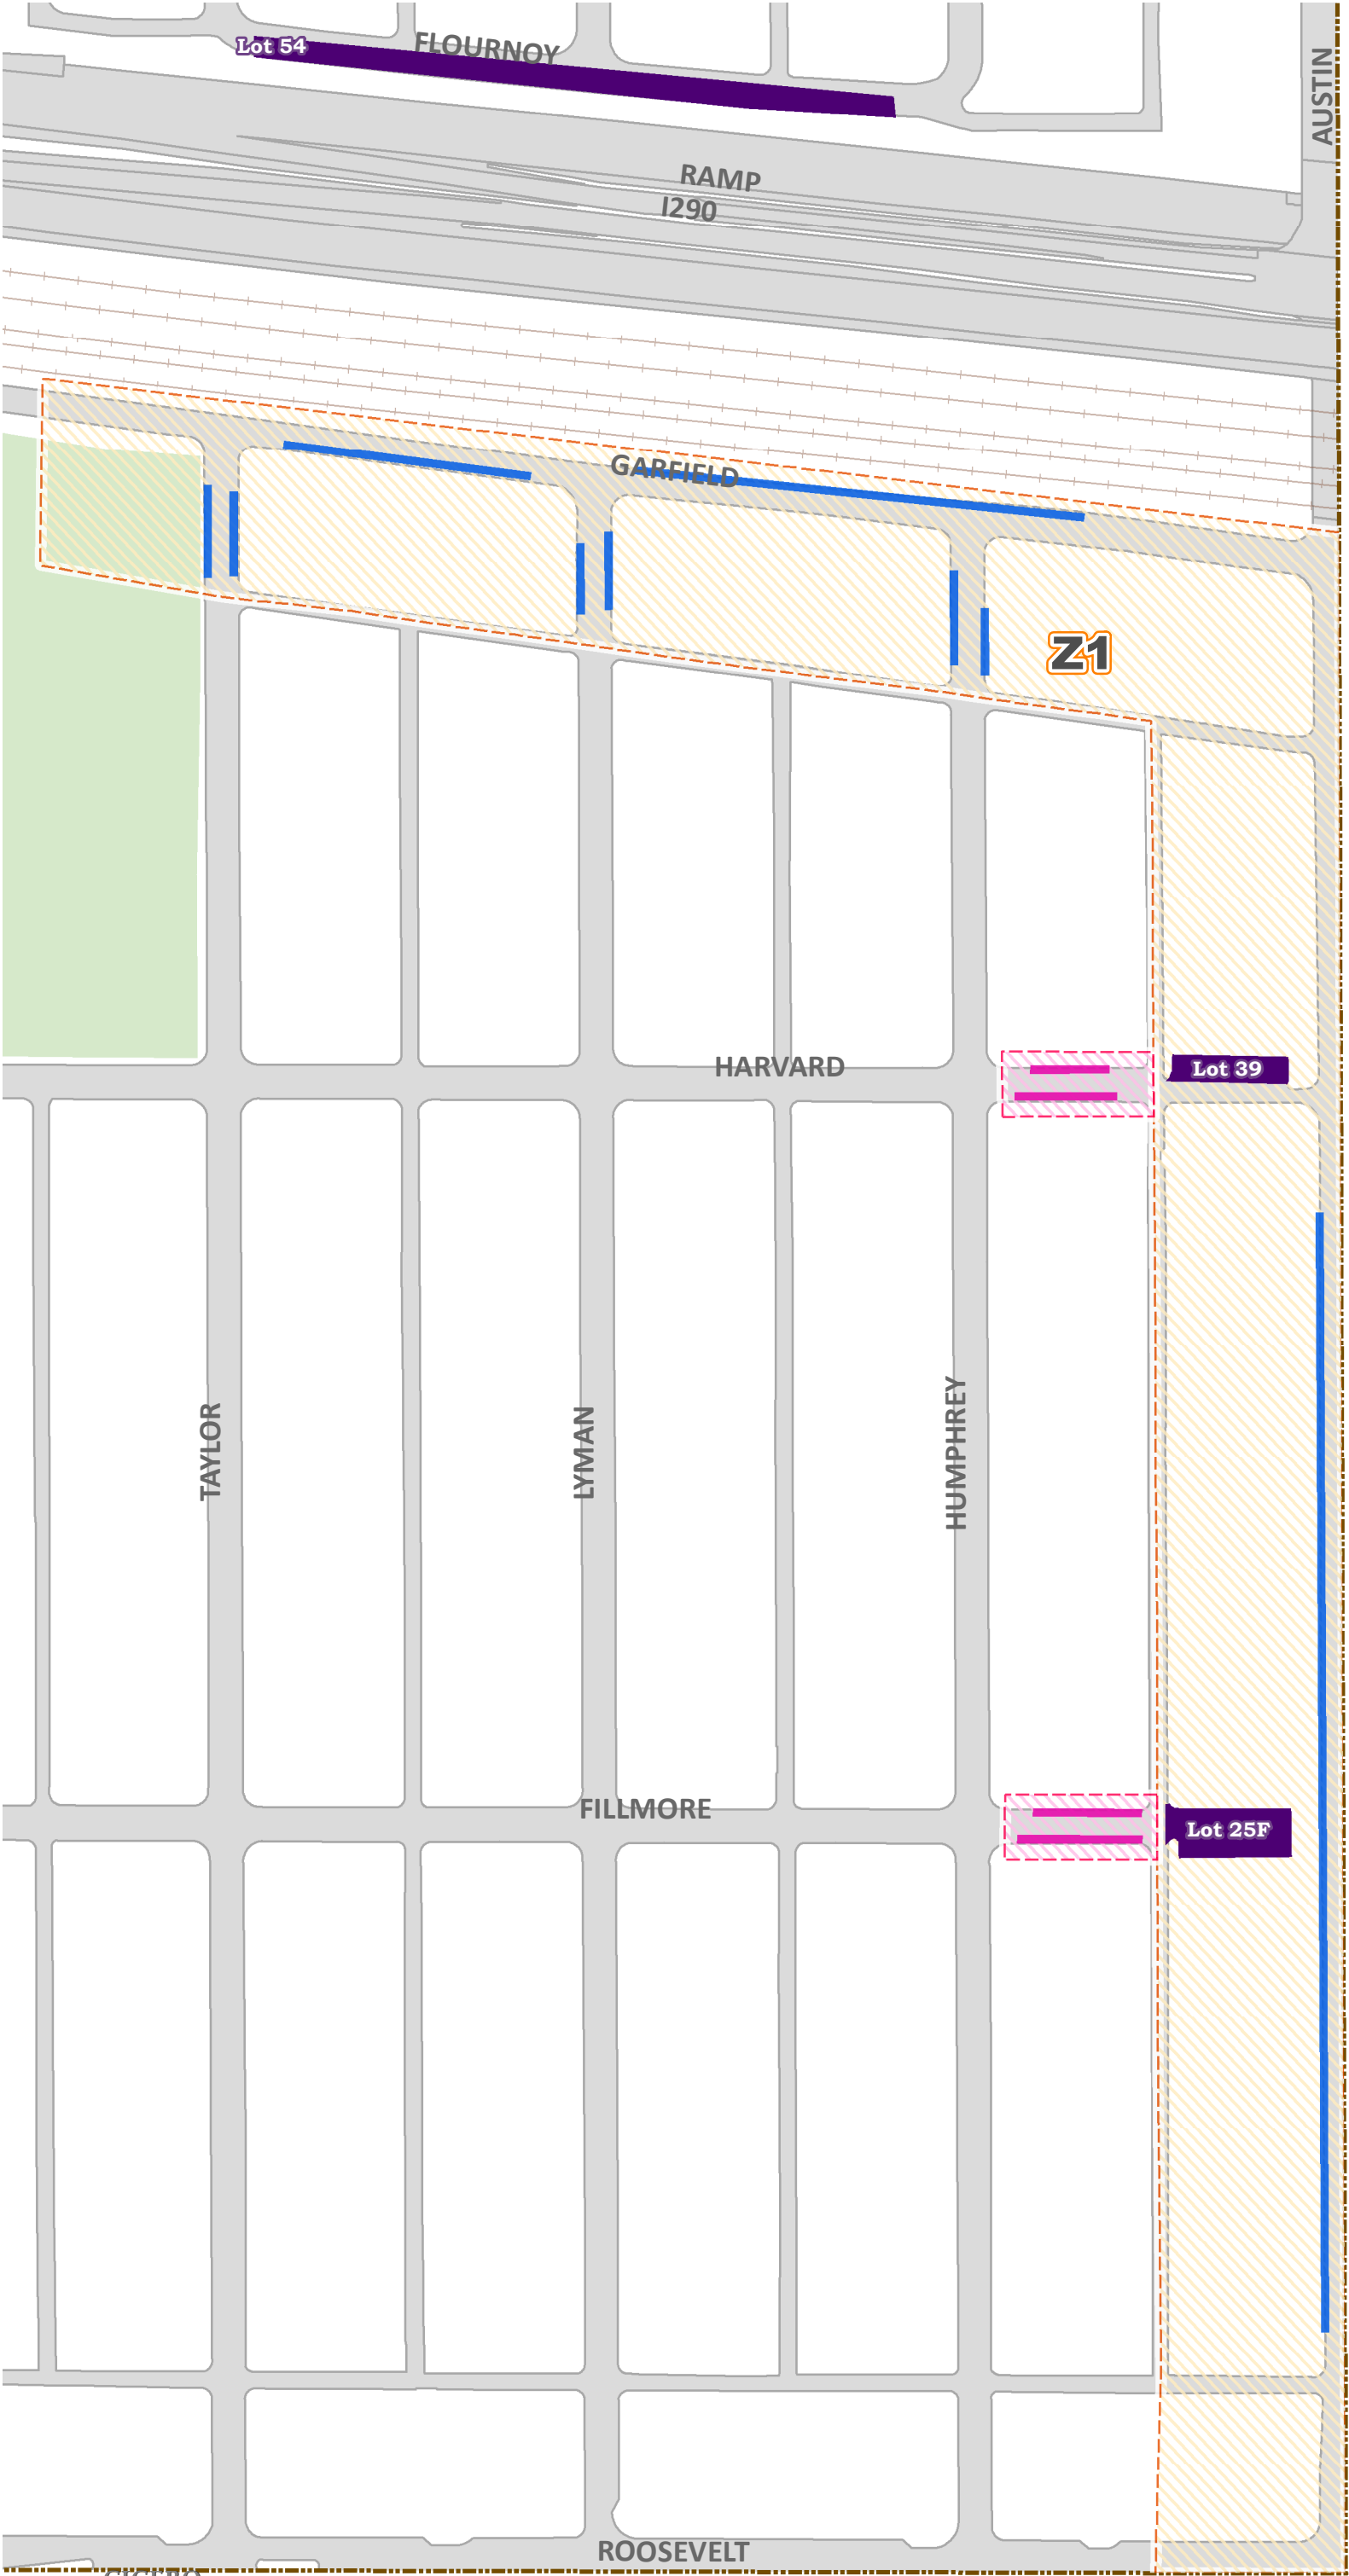 Lot 54
FLOURNOY
AUSTIN
RAMP
I290
GARFIELD
Z1
HARVARD
Lot 39
TAYLOR
LYMAN
HUMPHREY
FILLMORE
Lot 25F
ROOSEVELT